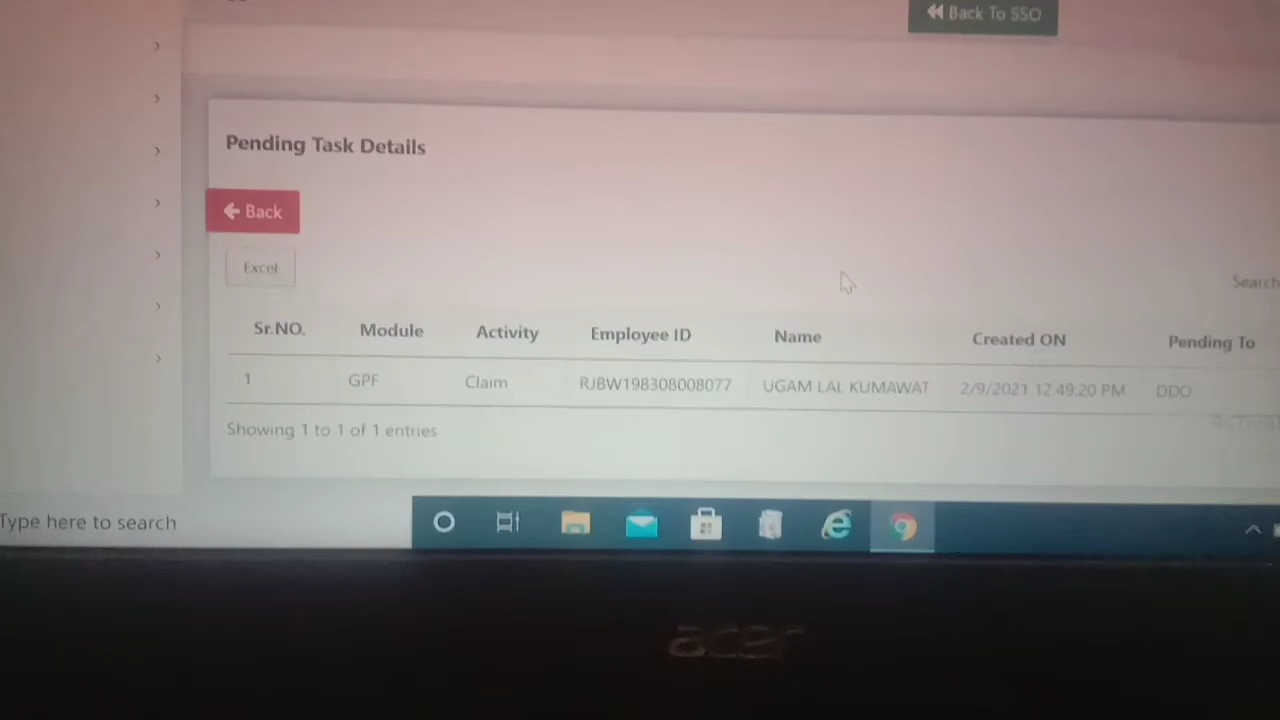 Back To SSO
Pending Task Details
Back
Excel
Search
Sr.NO. Module Activity Employee ID Name Created ON Pending To
1 GPF Claim RJBW198308008077 UGAM LAL KUMAWAT 2/9/2021 12:49:20 PM DDO
Showing 1 to 1 of 1 entries
Type here to search
acer